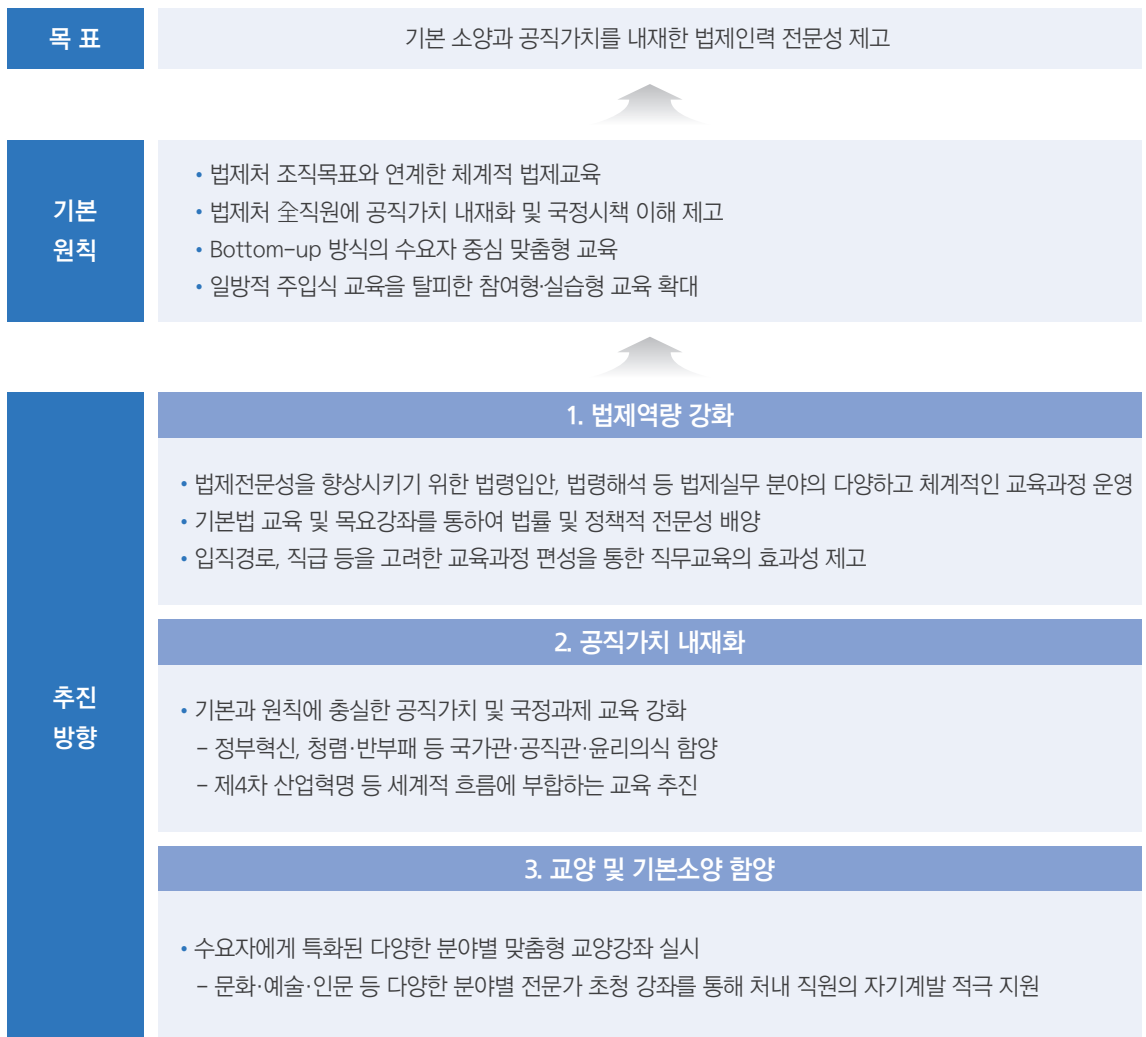 목 표
기본 소양과 공직가치를 내재한 법제인력 전문성 제고
기본
원칙
• 법제처 조직목표와 연계한 체계적 법제교육
• 법제처 全직원에 공직가치 내재화 및 국정시책 이해 제고
• Bottom-up 방식의 수요자 중심 맞춤형 교육
• 일방적 주입식 교육을 탈피한 참여형·실습형 교육 확대
추진
방향
1. 법제역량 강화
• 법제전문성을 향상시키기 위한 법령입안, 법령해석 등 법제실무 분야의 다양하고 체계적인 교육과정 운영
• 기본법 교육 및 목요강좌를 통하여 법률 및 정책적 전문성 배양
• 입직경로, 직급 등을 고려한 교육과정 편성을 통한 직무교육의 효과성 제고
2. 공직가치 내재화
• 기본과 원칙에 충실한 공직가치 및 국정과제 교육 강화
- 정부혁신, 청렴·반부패 등 국가관·공직관·윤리의식 함양
- 제4차 산업혁명 등 세계적 흐름에 부합하는 교육 추진
3. 교양 및 기본소양 함양
• 수요자에게 특화된 다양한 분야별 맞춤형 교양강좌 실시
- 문화·예술·인문 등 다양한 분야별 전문가 초청 강좌를 통해 처내 직원의 자기계발 적극 지원